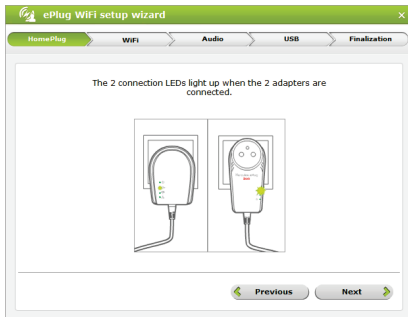 ePlug WiFi setup wizard
HomePlug
WiFi
Audio
USB
Finalization
The 2 connection LEDs light up when the 2 adapters are
connected.
Previous
Next